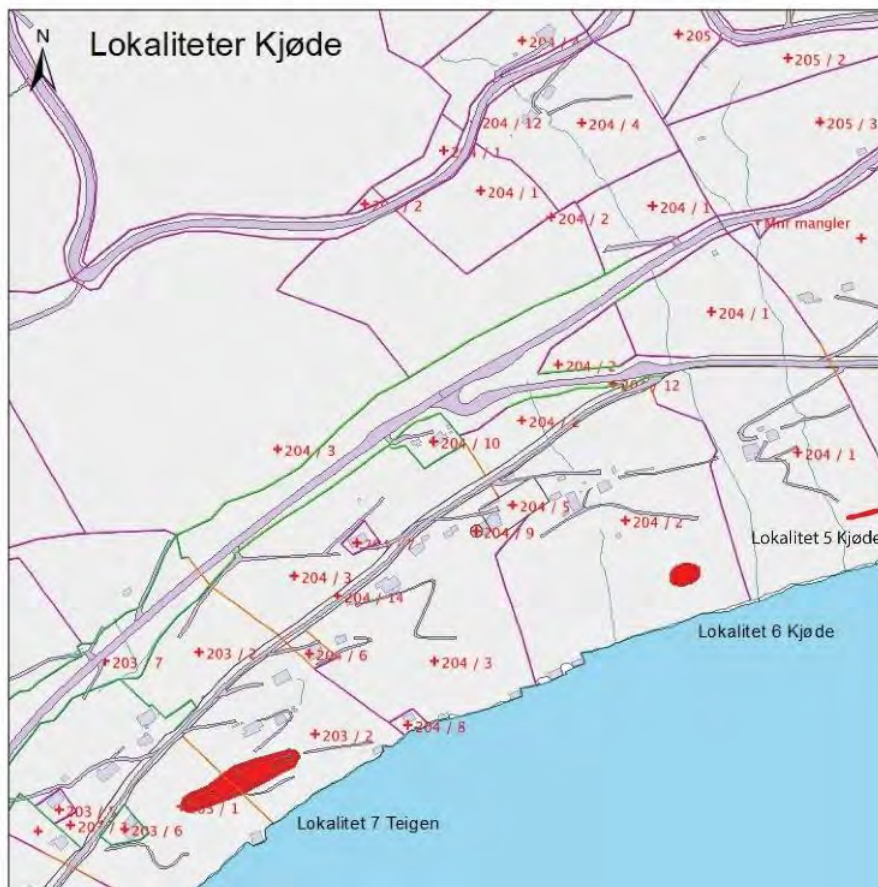 N
Lokaliteter Kjøde
205 / 2
204 / 12
204 / 4
205 / 3
204 / 1
204 / 2
204 / 1
Mnr mangler
204 / 1
204 / 2
12
204 / 2
204 / 3
204 / 10
204 / 1
204 / 5
204 / 2
204 / 9
Lokalitet 5 Kjøde
204 / 3
204 / 14
Lokalitet 6 Kjøde
203 / 2
6
203 / 7
204 / 3
204 / 8
203 / 2
203 / 1
Lokalitet 7 Teigen
203 / 6